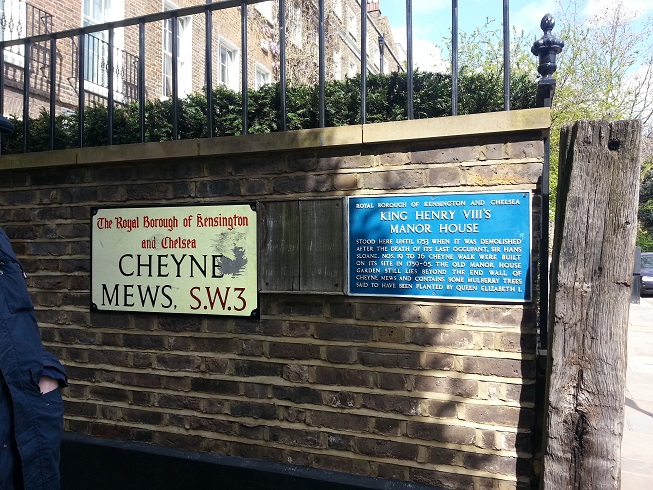 The Royal Borough of Kensington
and Chelsea
CHEYNE
MEWS, S.W.3
ROYAL BOROUGH OF KENSINGTON AND CHELSEA
KING HENRY VIII'S
MANOR HOUSE
STOOD HERE UNTIL 1753 WHEN IT WAS DEMOLISHED
AFTER THE DEATH OF ITS LAST OCCUPANT, SIR HANS
SLOANE. NOS. 19 TO 26 CHEYNE WALK WERE BUILT
ON ITS SITE IN 1759-65. THE OLD MANOR HOUSE
GARDEN STILL LIES BEYOND THE END WALL OF
CHEYNE MEWS AND CONTAINS SOME MULBERRY TREES
SAID TO HAVE BEEN PLANTED BY QUEEN ELIZABETH I.